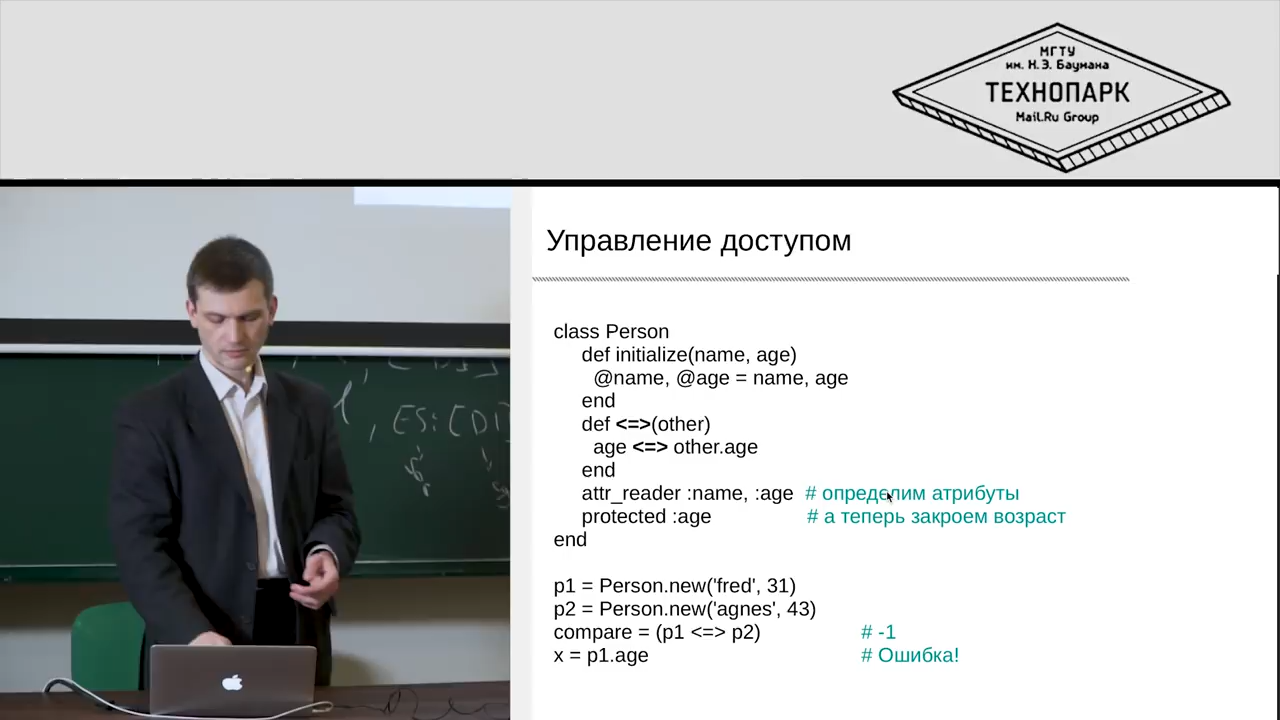 МГТУ
им. Н.Э. Баумана
ТЕХНОПАРК
Mail.Ru Group
Управление доступом
class Person
def initialize(name, age)
@name, @age = name, age
end
def <=>(other)
age <=> other.age
end
attr_reader :name, :age # определим атрибуты
protected :age # а теперь закроем возраст
end
p1 = Person.new('fred', 31)
p2 = Person.new('agnes', 43)
compare = (p1 <=> p2) # -1
x = p1.age # Ошибка!